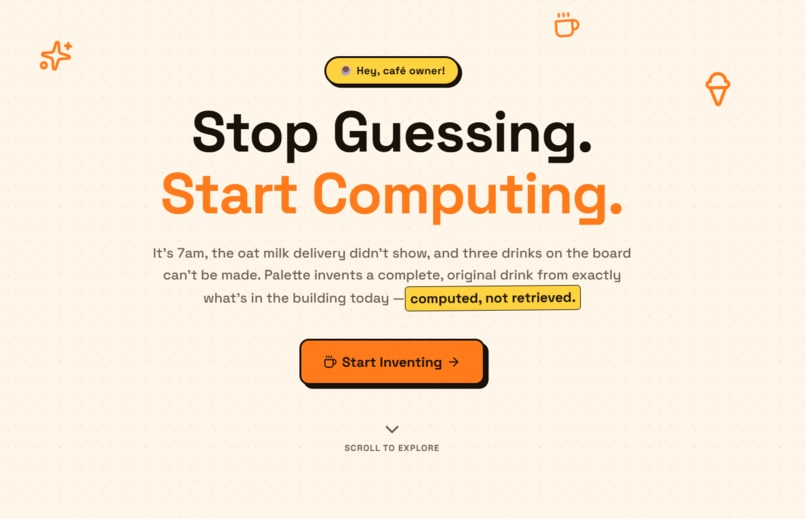 Hey, café owner!
Stop Guessing.
Start Computing.
It's 7am, the oat milk delivery didn't show, and three drinks on the board
can't be made. Palette invents a complete, original drink from exactly
what's in the building today — computed, not retrieved.
Start Inventing →
SCROLL TO EXPLORE